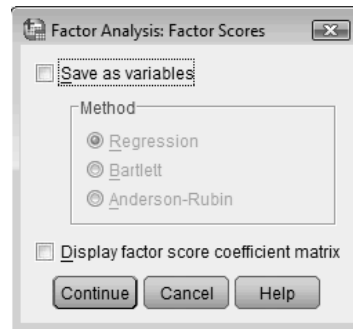 Factor Analysis: Factor Scores
Save as variables
Method
Regression
Bartlett
Anderson-Rubin
Display factor score coefficient matrix
Continue Cancel Help